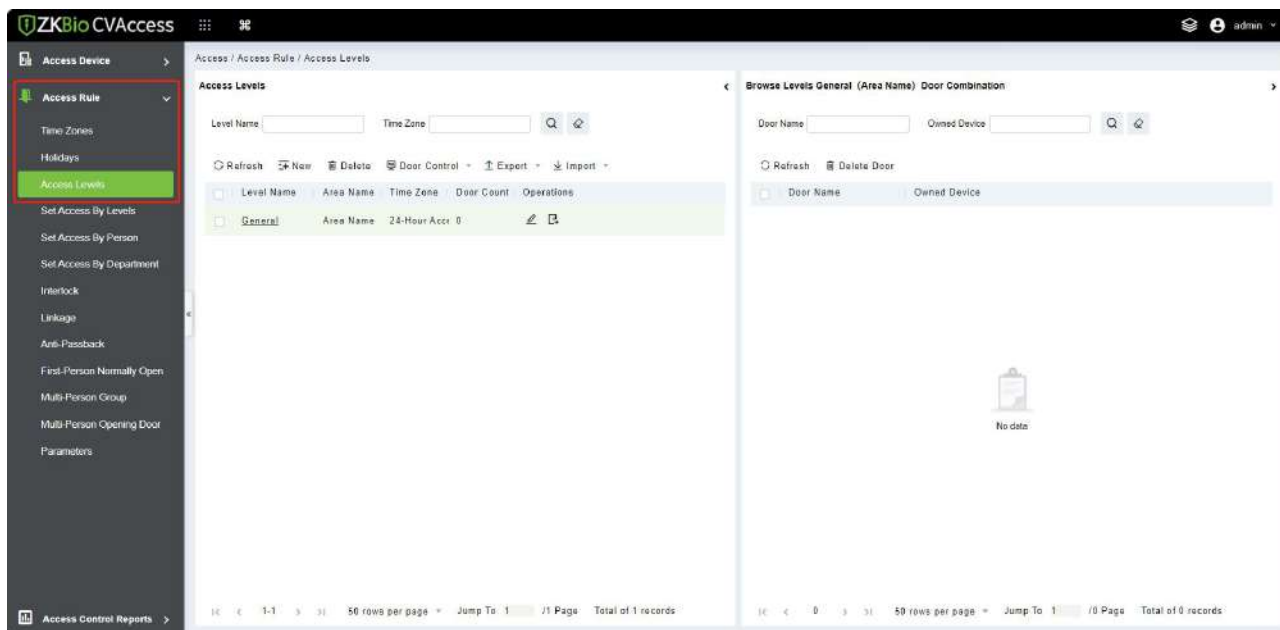 ZKBio CVAccess
admin
Access Device
Access Rule
Time Zones
Holidays
Access Levels
Set Access By Levels
Set Access By Person
Set Access By Department
Interlock
Linkage
Anti-Passback
First-Person Normally Open
Multi-Person Group
Multi-Person Opening Door
Parameters
Access Control Reports
Access / Access Rule / Access Levels
Access Levels
Level Name Time Zone
Refresh New Delete Door Control Export Import
Level Name Area Name Time Zone Door Count Operations
General Area Name 24-Hour Acce 0
1-1 50 rows per page Jump To 1 /1 Page Total of 1 records
Browse Levels General (Area Name) Door Combination
Door Name Owned Device
Refresh Delete Door
Door Name Owned Device
No data
0 50 rows per page Jump To 1 /0 Page Total of 0 records